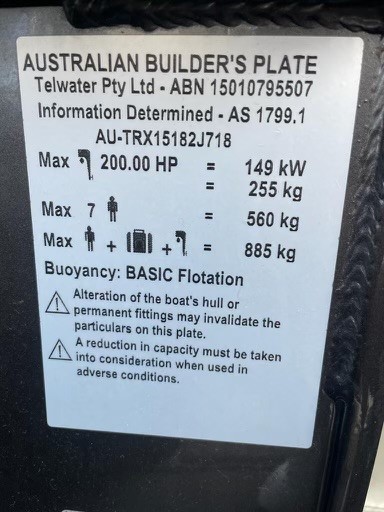 AUSTRALIAN BUILDER'S PLATE
Telwater Pty Ltd - ABN 15010795507
Information Determined - AS 1799.1
AU-TRX15182J718
Max 200.00 HP = 149 kW
= 255 kg
Max 7 = 560 kg
Max + + = 885 kg
Buoyancy: BASIC Flotation
Alteration of the boat's hull or
permanent fittings may invalidate the
particulars on this plate.
A reduction in capacity must be taken
into consideration when used in
adverse conditions.